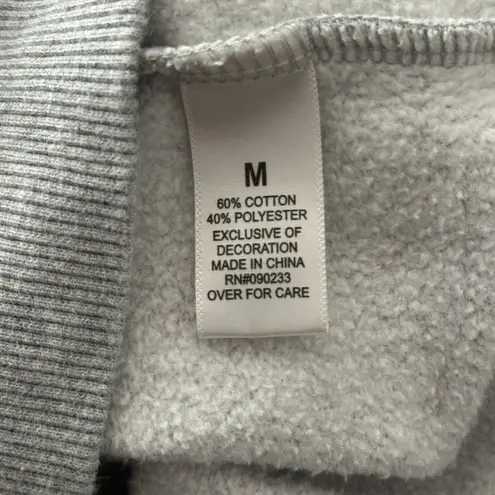 M
60% COTTON
40% POLYESTER
EXCLUSIVE OF
DECORATION
MADE IN CHINA
RN#090233
OVER FOR CARE